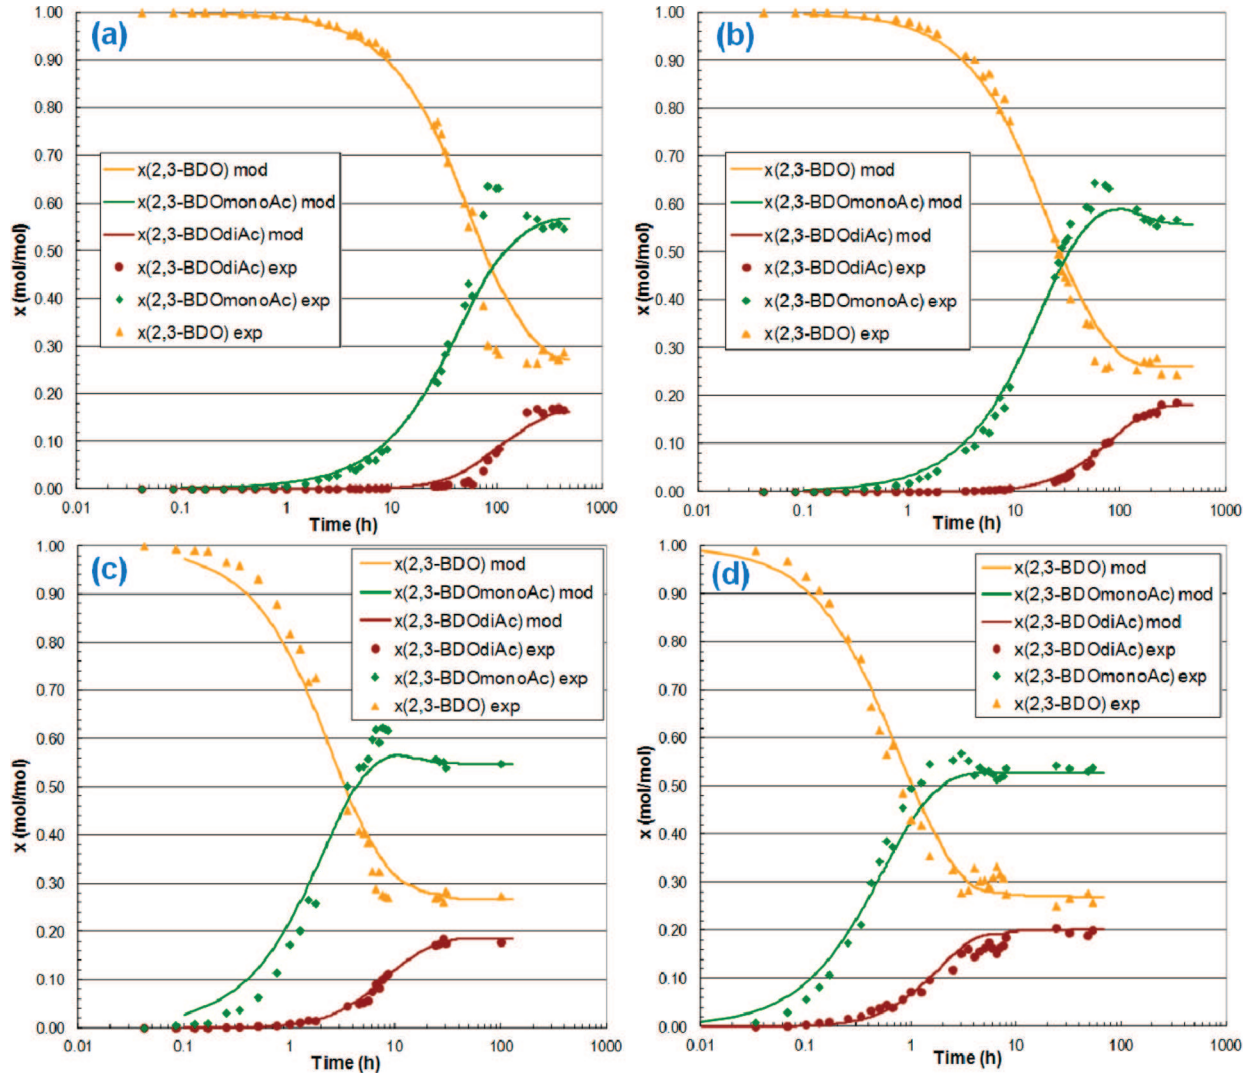 (a)
1.00
0.90
0.80
0.70
0.60
0.50
0.40
0.30
0.20
0.10
0.00
x (mol/mol)
x(2,3-BDO) mod
x(2,3-BDOmonoAc) mod
x(2,3-BDOdiAc) mod
x(2,3-BDOdiAc) exp
x(2,3-BDOmonoAc) exp
x(2,3-BDO) exp
0.01 0.1 1 10 100 1000
Time (h)
(b)
1.00
0.90
0.80
0.70
0.60
0.50
0.40
0.30
0.20
0.10
0.00
x (mol/mol)
x(2,3-BDO) mod
x(2,3-BDOmonoAc) mod
x(2,3-BDOdiAc) mod
x(2,3-BDOdiAc) exp
x(2,3-BDOmonoAc) exp
x(2,3-BDO) exp
0.01 0.1 1 10 100 1000
Time (h)
(c)
1.00
0.90
0.80
0.70
0.60
0.50
0.40
0.30
0.20
0.10
0.00
x (mol/mol)
x(2,3-BDO) mod
x(2,3-BDOmonoAc) mod
x(2,3-BDOdiAc) mod
x(2,3-BDOdiAc) exp
x(2,3-BDOmonoAc) exp
x(2,3-BDO) exp
0.01 0.1 1 10 100 1000
Time (h)
(d)
1.00
0.90
0.80
0.70
0.60
0.50
0.40
0.30
0.20
0.10
0.00
x (mol/mol)
x(2,3-BDO) mod
x(2,3-BDOmonoAc) mod
x(2,3-BDOdiAc) mod
x(2,3-BDOdiAc) exp
x(2,3-BDOmonoAc) exp
x(2,3-BDO) exp
0.01 0.1 1 10 100 1000
Time (h)